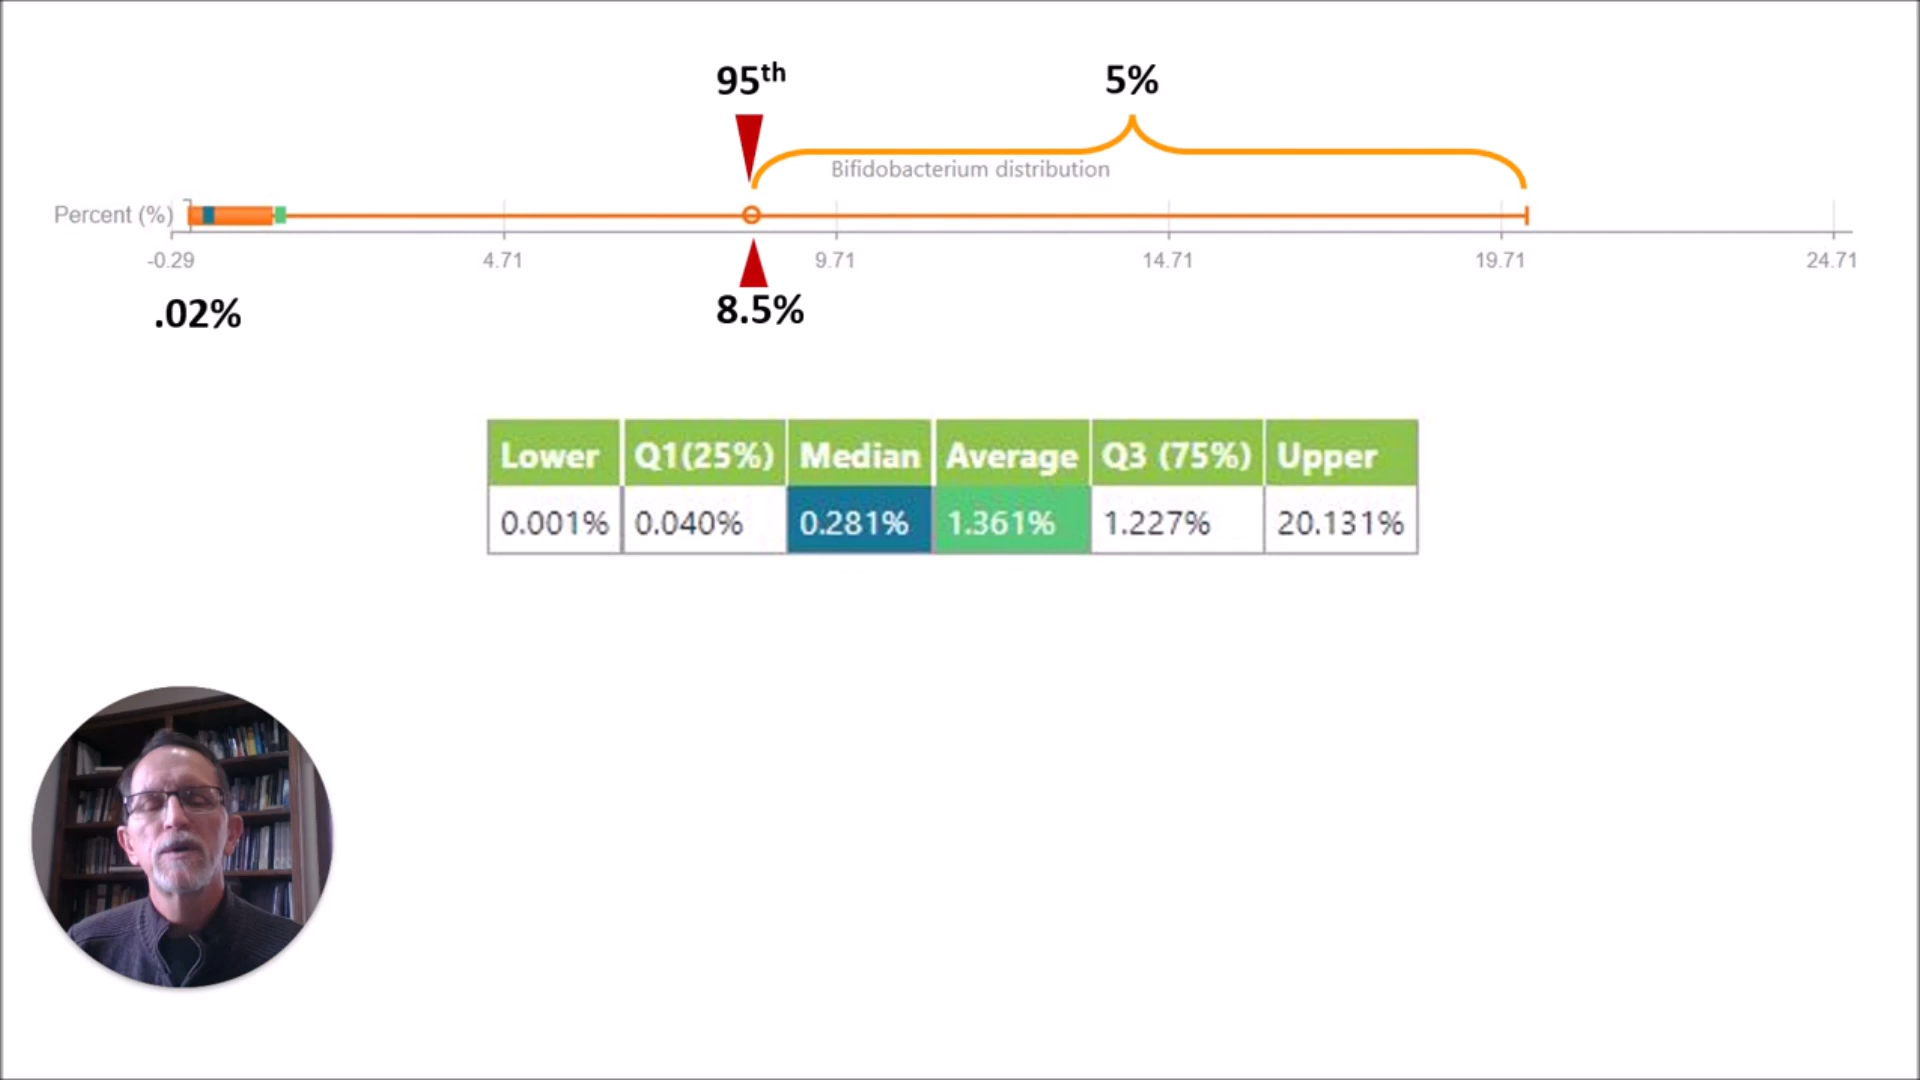 95th
5%
Bifidobacterium distribution
Percent (%)
-0.29 4.71 9.71 14.71 19.71 24.71
.02% 8.5%
Lower Q1(25%) Median Average Q3 (75%) Upper
0.001% 0.040% 0.281% 1.361% 1.227% 20.131%